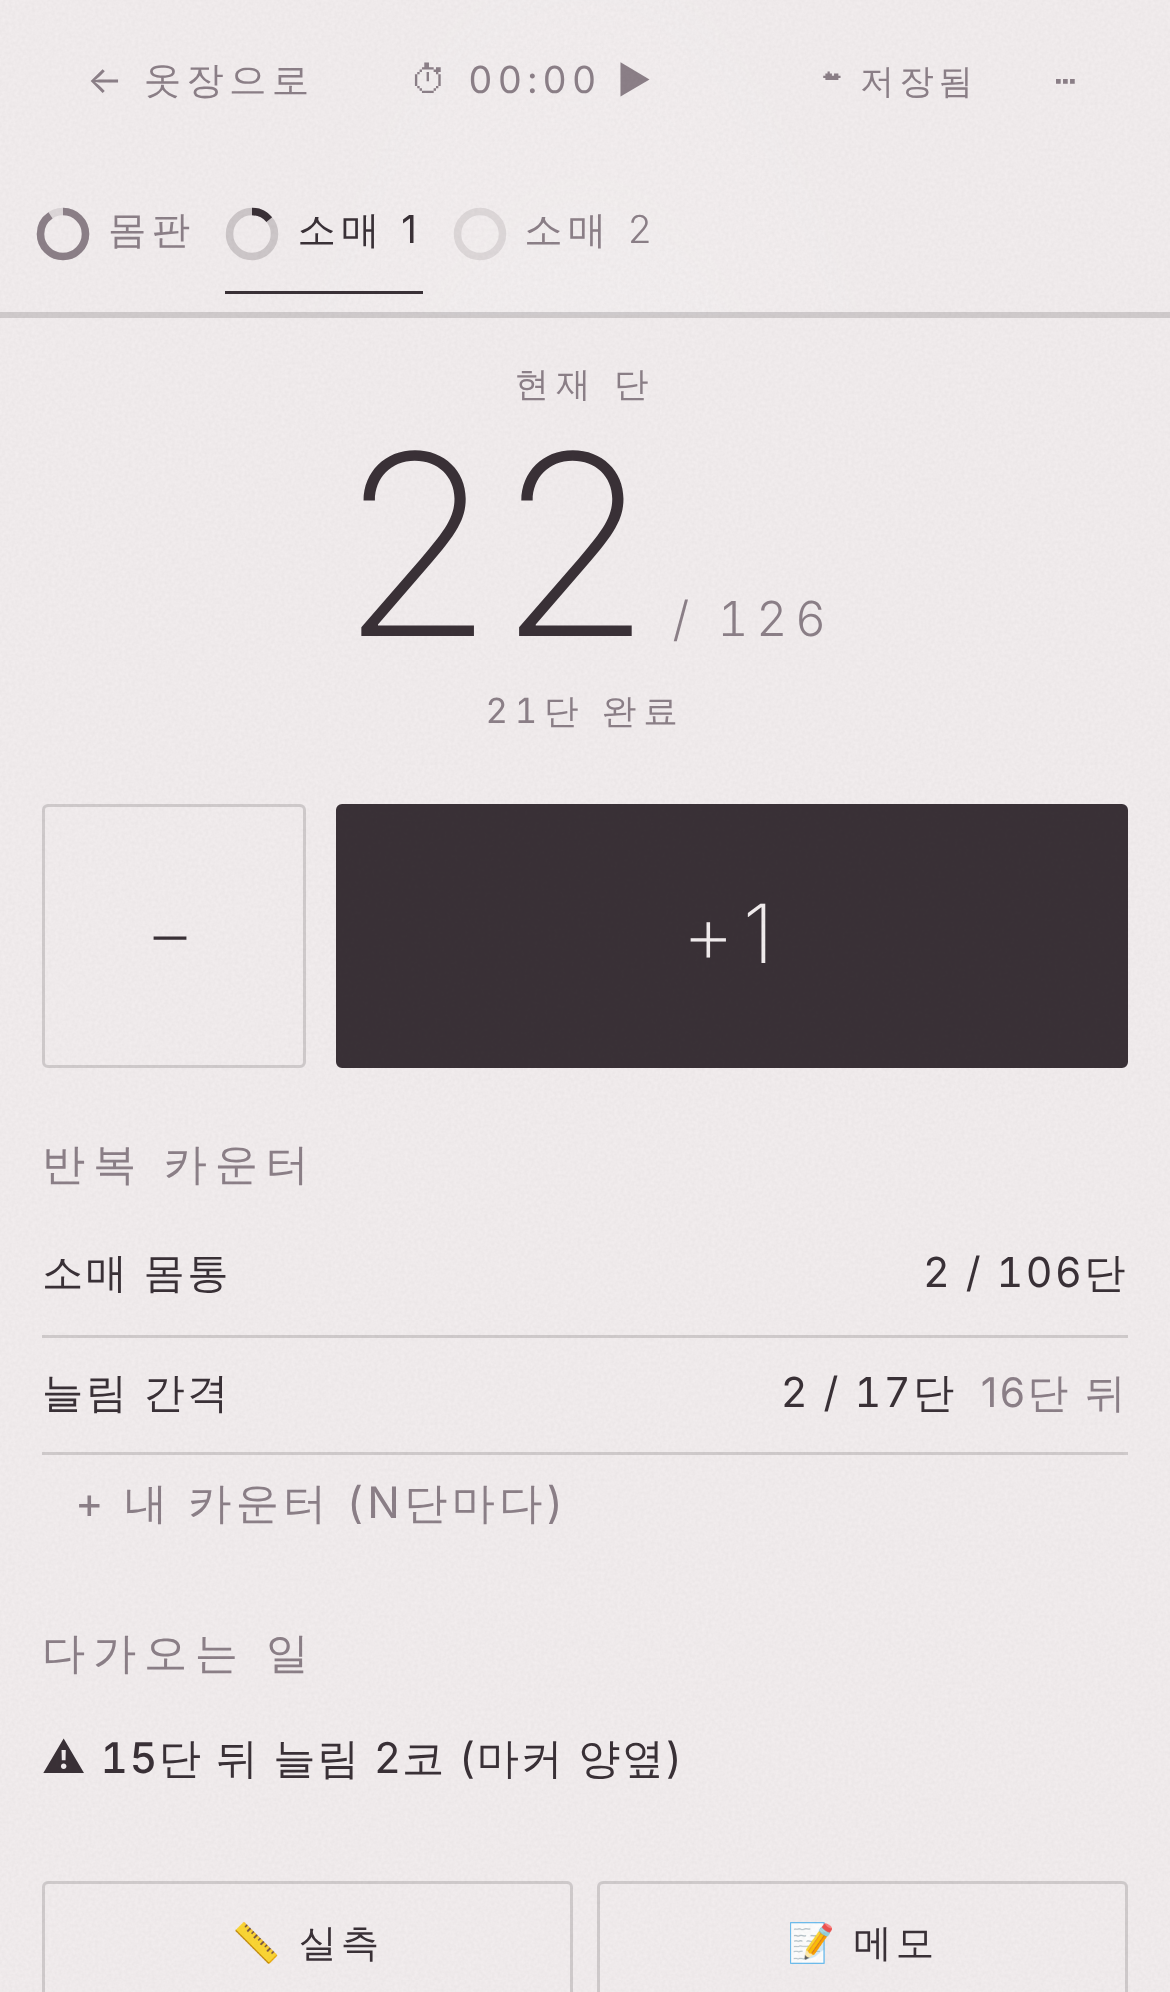 ← 옷장으로 ⏱ 00:00 ▶ 저장됨 ⋯
몸판 소매 1 소매 2
현재 단
22 / 126
21단 완료
− +1
반복 카운터
소매 몸통 2 / 106단
늘림 간격 2 / 17단 16단 뒤
+ 내 카운터 (N단마다)
다가오는 일
⚠ 15단 뒤 늘림 2코 (마커 양옆)
📏 실측 📝 메모